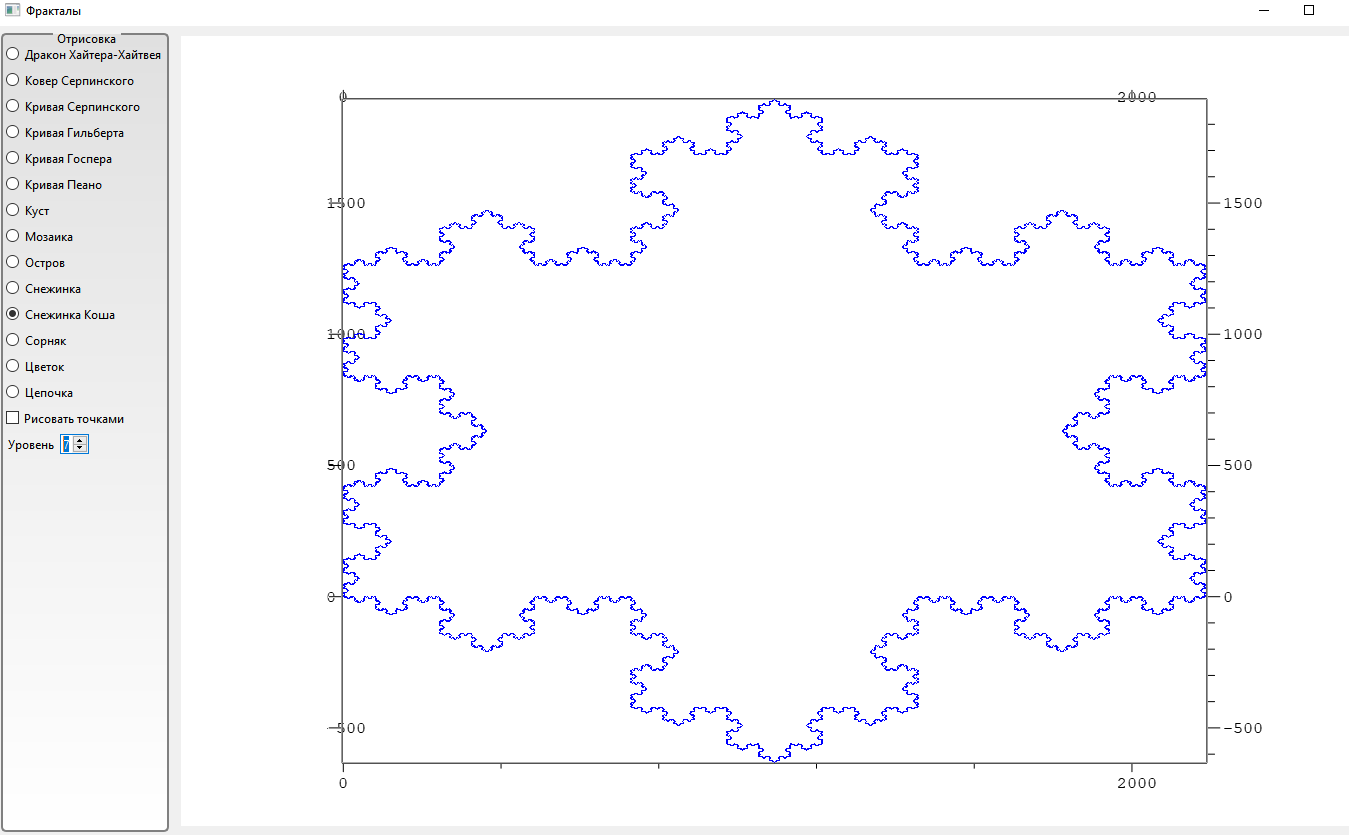 Фракталы
Отрисовка
Дракон Хайтера-Хайтвея
Ковер Серпинского
Кривая Серпинского
Кривая Гильберта
Кривая Госпера
Кривая Пеано
Куст
Мозаика
Остров
Снежинка
Снежинка Коша
Сорняк
Цветок
Цепочка
Рисовать точками
Уровень 7
0 2000
1500 1500
1000 1000
500 500
0 0
-500 -500
0 2000